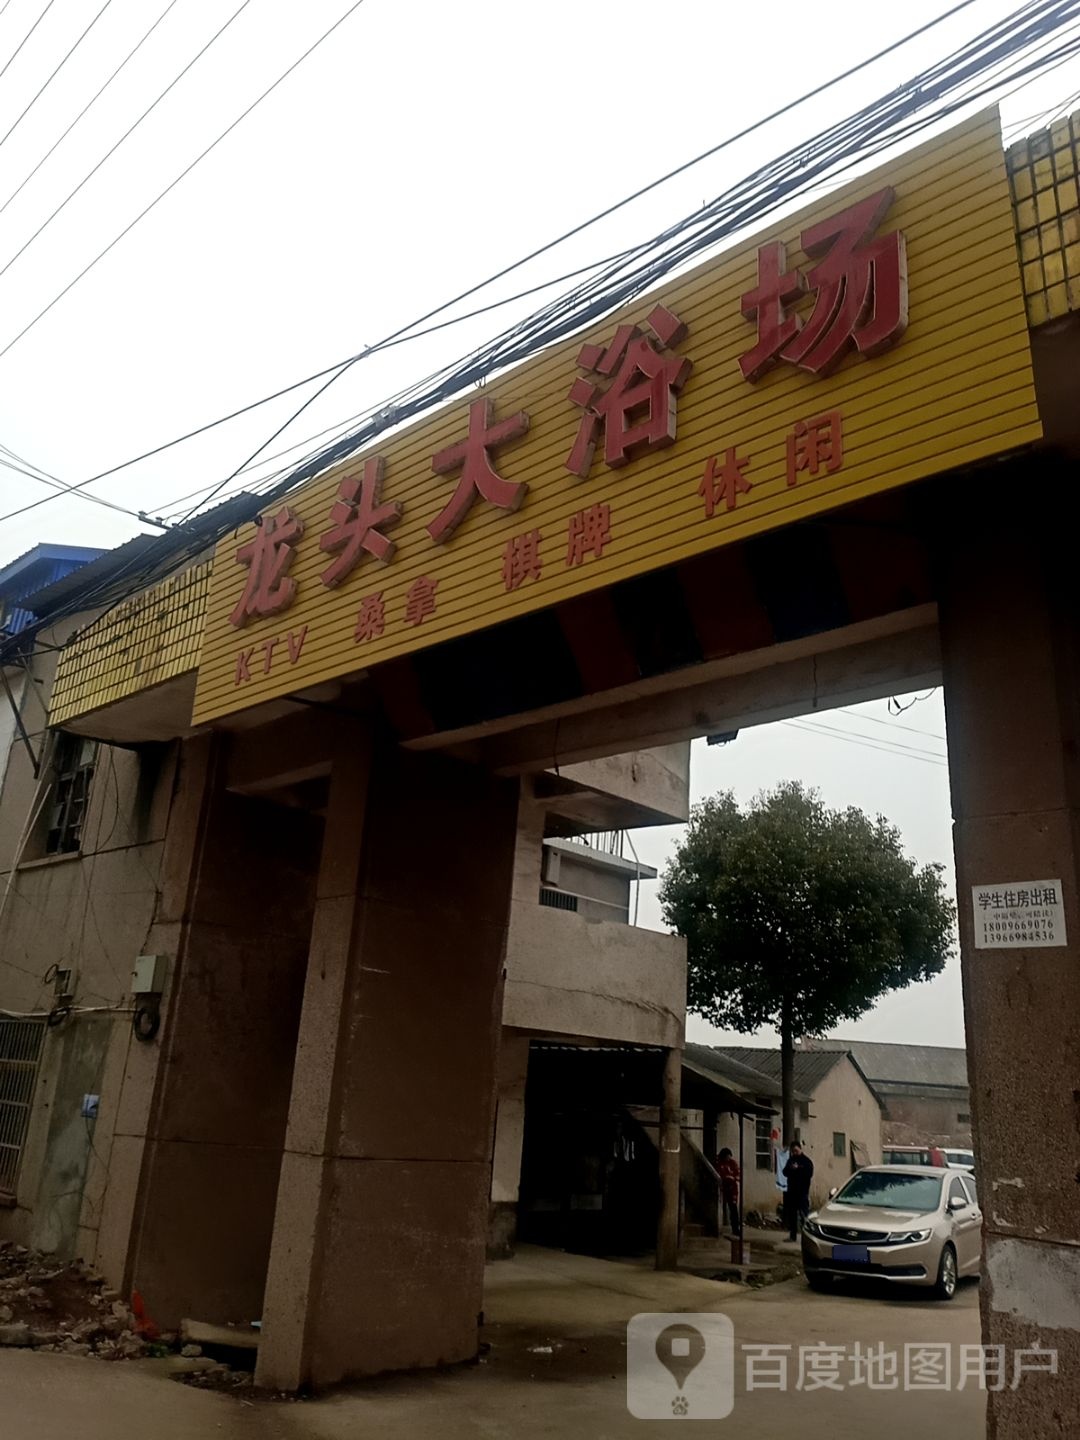 龙头大浴场
KTV 桑拿 棋牌 休闲
学生住房出租
18009669076
13966984536
百度地图用户